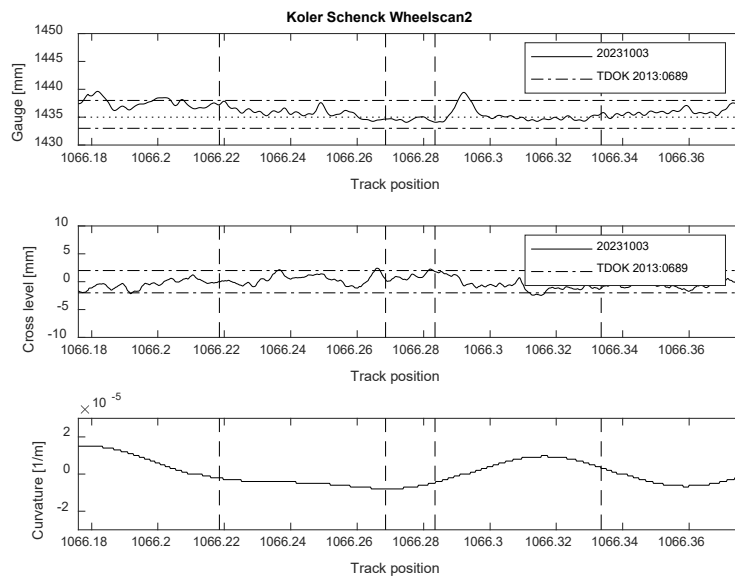 Koler Schenck Wheelscan2
1450
1445
1440
1435
1430
Gauge [mm]
20231003
TDOK 2013:0689
1066.18 1066.2 1066.22 1066.24 1066.26 1066.28 1066.3 1066.32 1066.34 1066.36
Track position
10
5
0
-5
-10
Cross level [mm]
20231003
TDOK 2013:0689
1066.18 1066.2 1066.22 1066.24 1066.26 1066.28 1066.3 1066.32 1066.34 1066.36
Track position
× 10 -5
2
0
-2
Curvature [1/m]
1066.18 1066.2 1066.22 1066.24 1066.26 1066.28 1066.3 1066.32 1066.34 1066.36
Track position